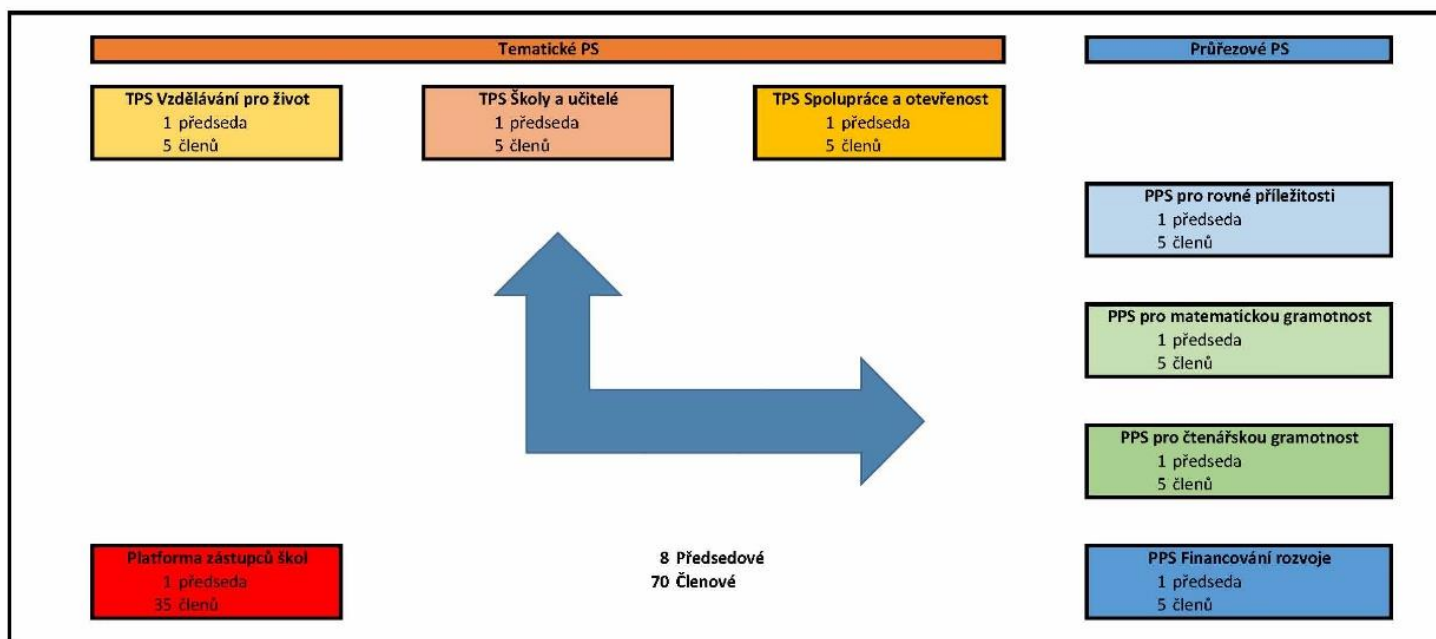 Tematické PS
Průřezové PS
TPS Vzdělávání pro život
1 předseda
5 členů
TPS Školy a učitelé
1 předseda
5 členů
TPS Spolupráce a otevřenost
1 předseda
5 členů
PPS pro rovné příležitosti
1 předseda
5 členů
PPS pro matematickou gramotnost
1 předseda
5 členů
PPS pro čtenářskou gramotnost
1 předseda
5 členů
Platforma zástupců škol
1 předseda
35 členů
8 Předsedové
70 Členové
PPS Financování rozvoje
1 předseda
5 členů